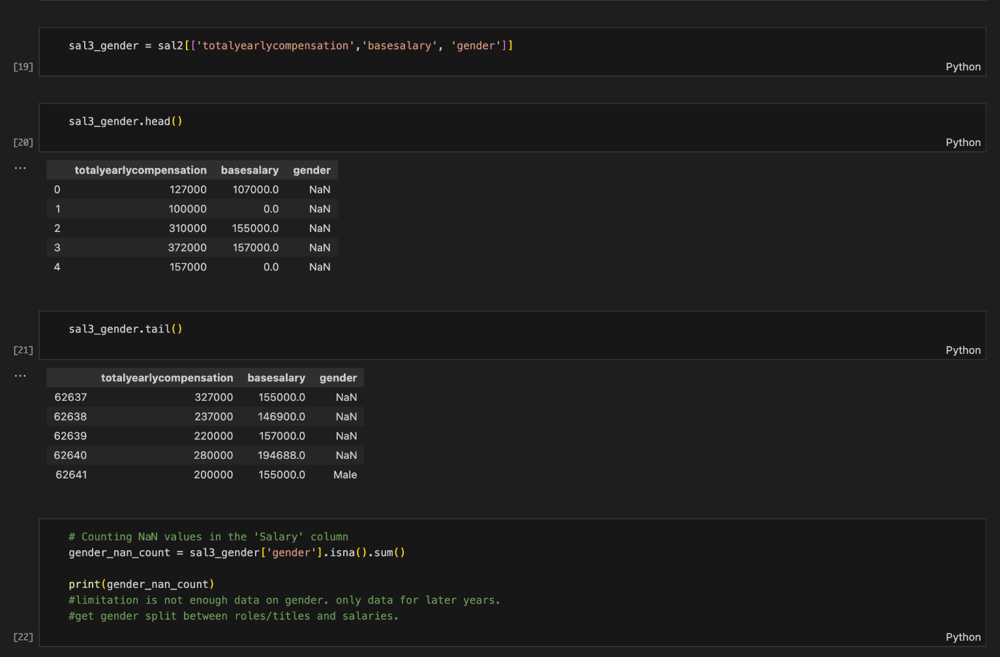 sal3_gender = sal2[['totalyearlycompensation','basesalary', 'gender']]
[19]
Python
sal3_gender.head()
[20]
Python
...
totalyearlycompensation basesalary gender
0 127000 107000.0 NaN
1 100000 0.0 NaN
2 310000 155000.0 NaN
3 372000 157000.0 NaN
4 157000 0.0 NaN
sal3_gender.tail()
[21]
Python
...
totalyearlycompensation basesalary gender
62637 327000 155000.0 NaN
62638 237000 146900.0 NaN
62639 220000 157000.0 NaN
62640 280000 194688.0 NaN
62641 200000 155000.0 Male
# Counting NaN values in the 'Salary' column
gender_nan_count = sal3_gender['gender'].isna().sum()
print(gender_nan_count)
#limitation is not enough data on gender. only data for later years.
#get gender split between roles/titles and salaries.
[22]
Python